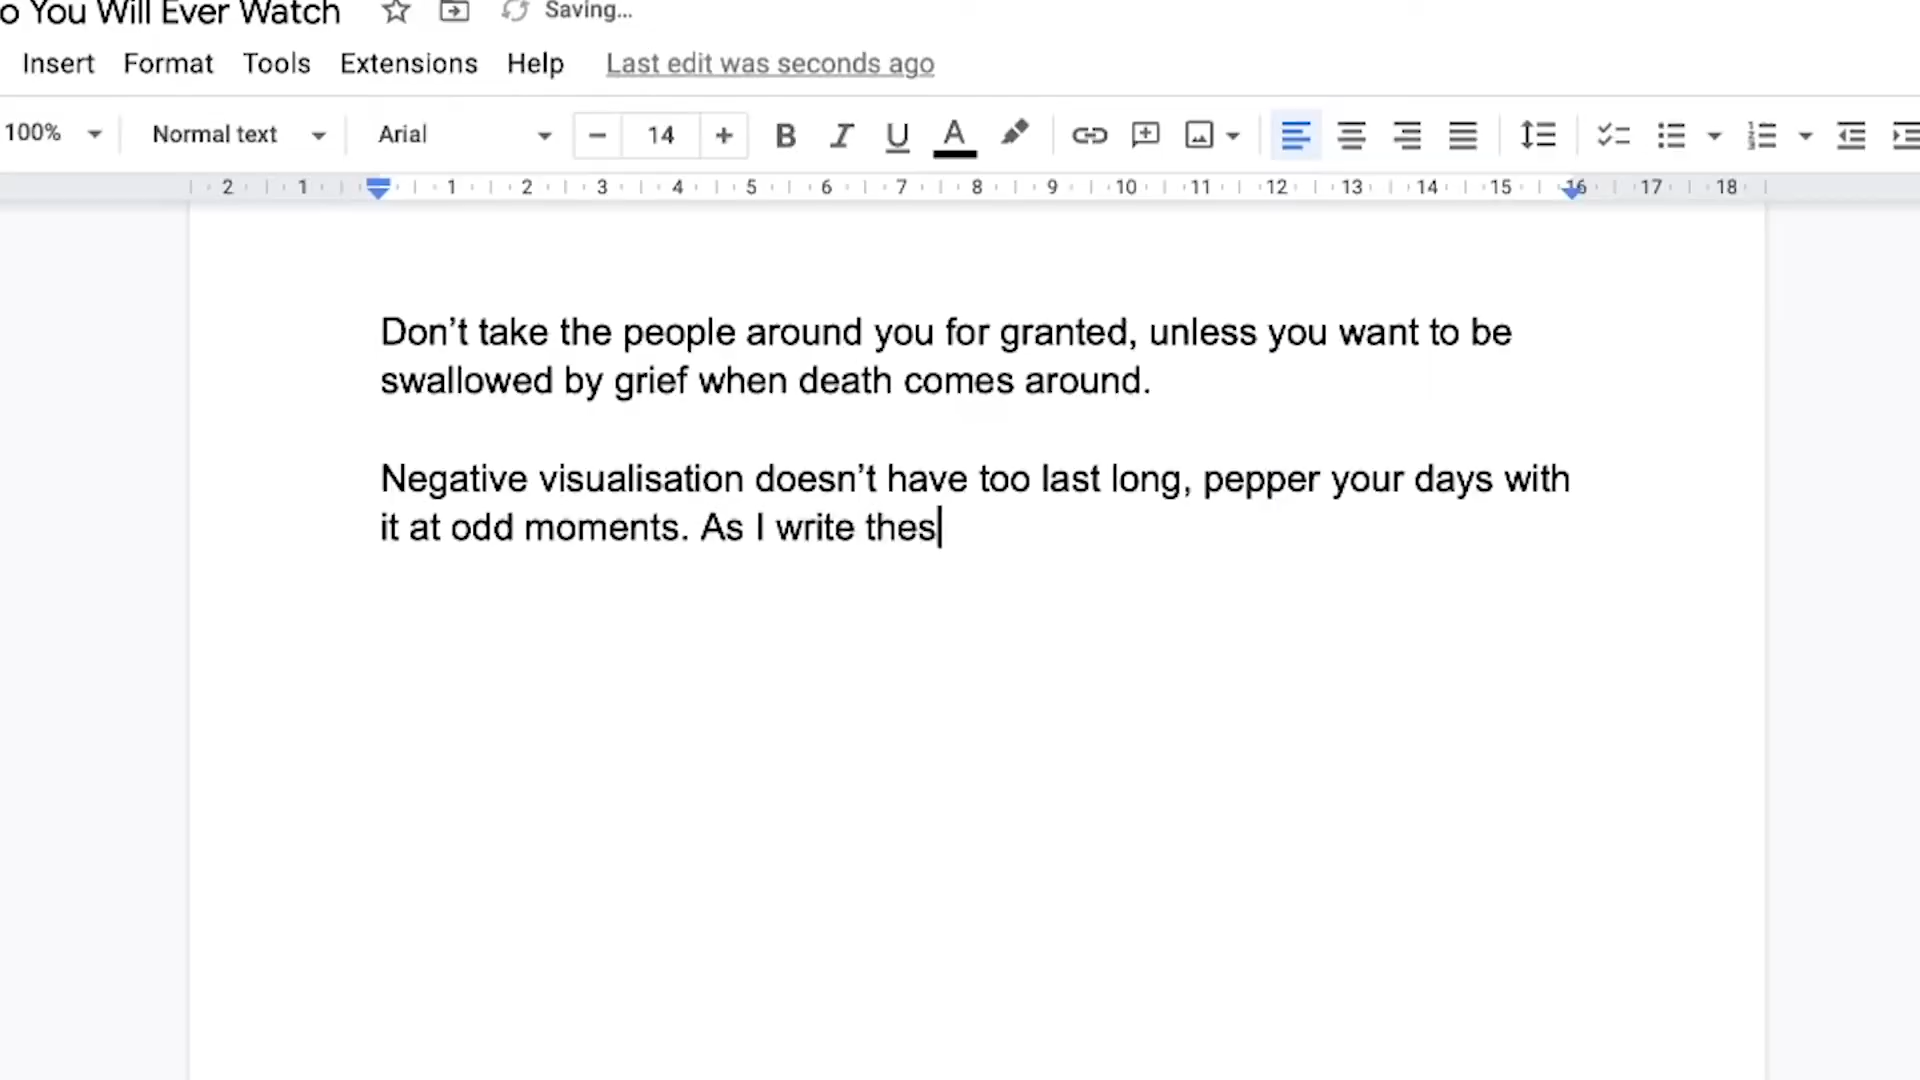 o You Will Ever Watch Saving...
Insert Format Tools Extensions Help Last edit was seconds ago
100% Normal text Arial 14 B I U A
2 1 1 2 3 4 5 6 7 8 9 10 11 12 13 14 15 16 17 18
Don’t take the people around you for granted, unless you want to be
swallowed by grief when death comes around.
Negative visualisation doesn’t have too last long, pepper your days with
it at odd moments. As I write thes